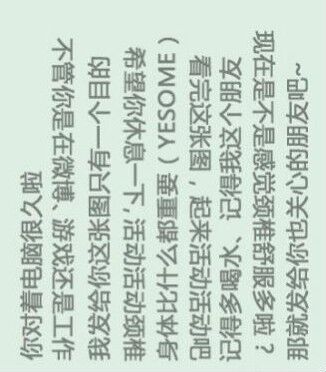 你对着电脑很久啦
不管你是在微博、游戏还是工作
我发给你这张图只有一个目的
希望你休息一下，活动活动颈椎
身体比什么都重要（YESOME）
看完这张图，起来活动活动吧
记得多喝水、记得我这个朋友
现在是不是感觉颈椎舒服多啦？
那就发给你也关心的朋友吧~